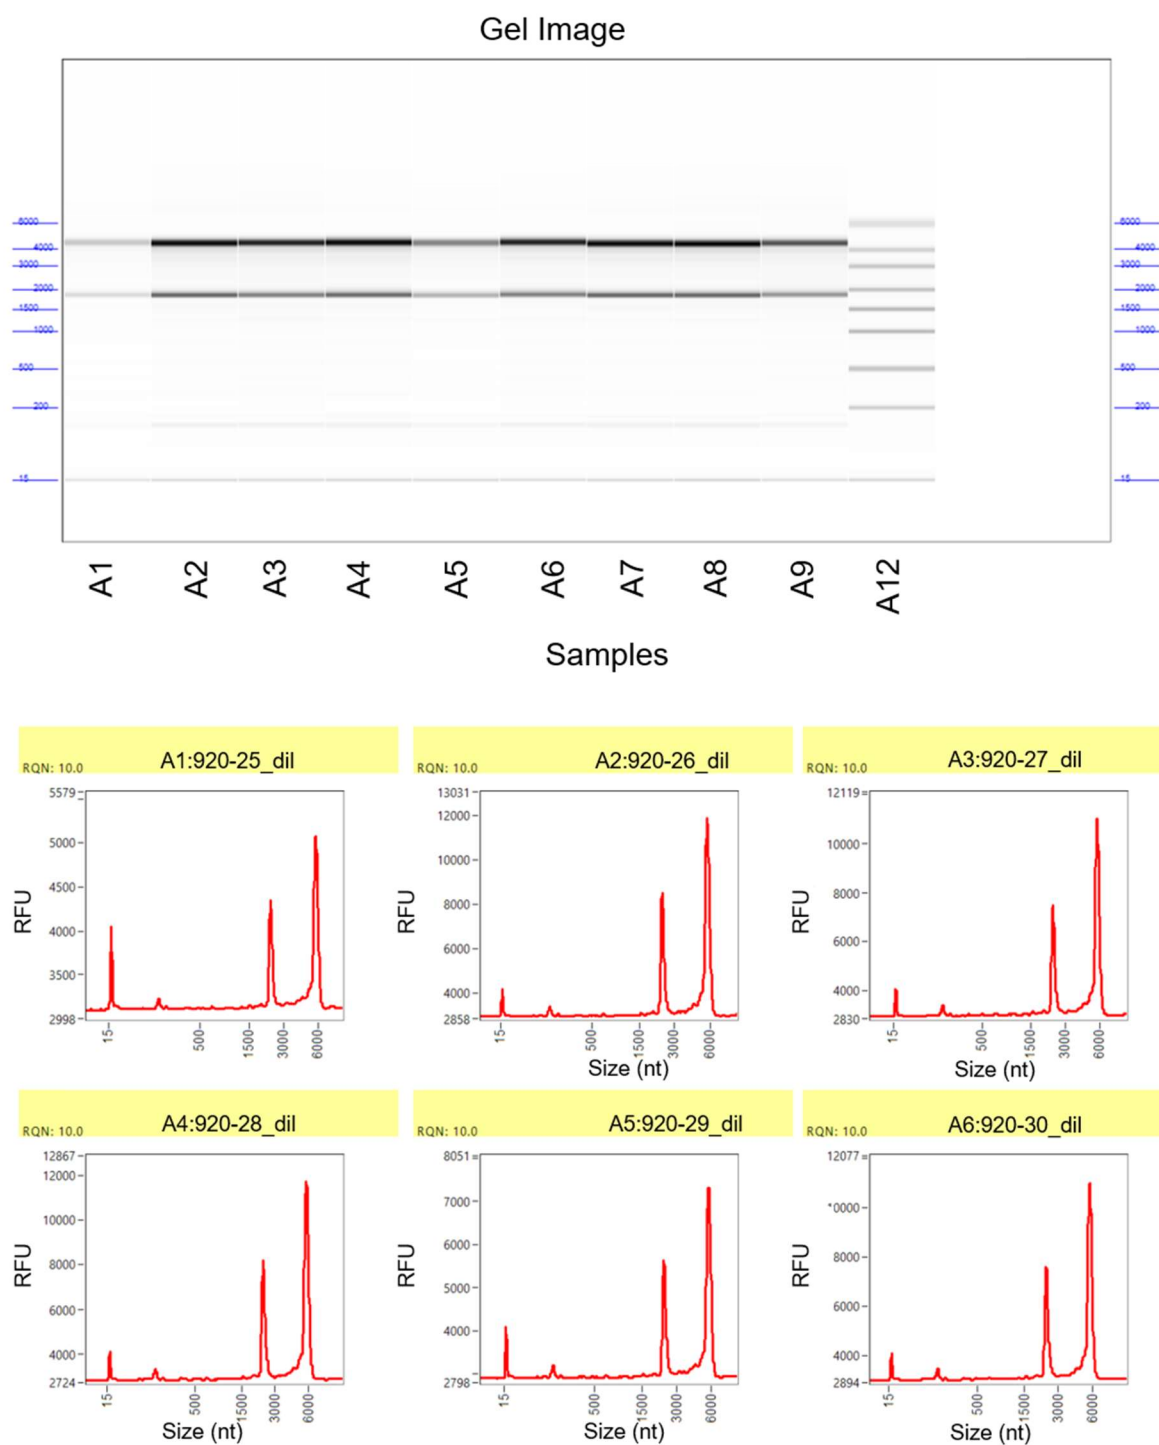 Gel Image
6000
4000
3000
2000
1500
1000
500
200
15
6000
4000
3000
2000
1500
1000
500
200
15
A1 A2 A3 A4 A5 A6 A7 A8 A9 A12
Samples
RQN: 10.0 A1:920-25_dil
5579
5000
4500
4000
3500
2998
RFU
15 500 1500 3000 6000
RQN: 10.0 A2:920-26_dil
13031
12000
10000
8000
6000
4000
2858
RFU
15 500 1500 3000 6000
Size (nt)
RQN: 10.0 A3:920-27_dil
12119
10000
8000
6000
4000
2830
RFU
15 500 1500 3000 6000
Size (nt)
RQN: 10.0 A4:920-28_dil
12867
12000
10000
8000
6000
4000
2724
RFU
15 500 1500 3000 6000
Size (nt)
RQN: 10.0 A5:920-29_dil
8051
7000
6000
5000
4000
2798
RFU
15 500 1500 3000 6000
Size (nt)
RQN: 10.0 A6:920-30_dil
12077
10000
8000
6000
4000
2894
RFU
15 500 1500 3000 6000
Size (nt)